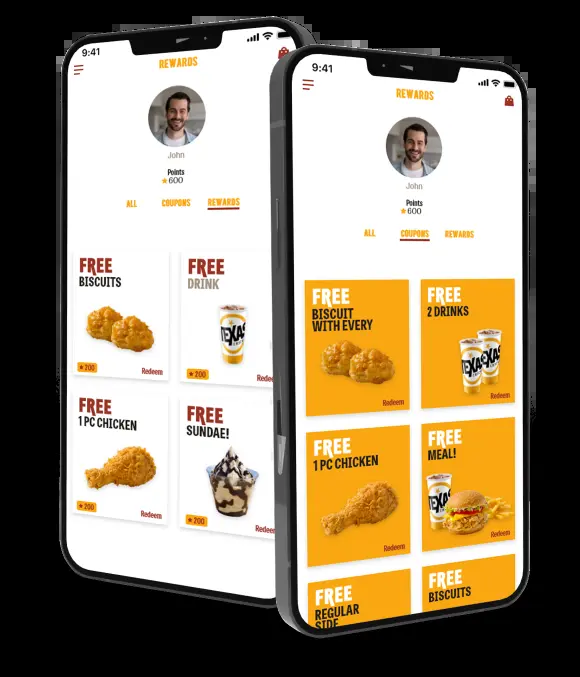 9:41
REWARDS
John
Points
600
ALL
COUPONS
REWARDS
FREE
BISCUITS
200
Redeem
FREE
DRINK
TEXAS
200
Redee
FREE
1 PC CHICKEN
200
Redeem
FREE
SUNDAE!
200
Redee
9:41
REWARDS
John
Points
600
ALL
COUPONS
REWARDS
FREE
BISCUIT
WITH EVERY
FREE
2 DRINKS
TEXAS
TEXAS
Redeem
FREE
1 PC CHICKEN
Redeem
FREE
MEAL!
TEXAS
Redeem
FREE
REGULAR
SIDE
FREE
BISCUITS